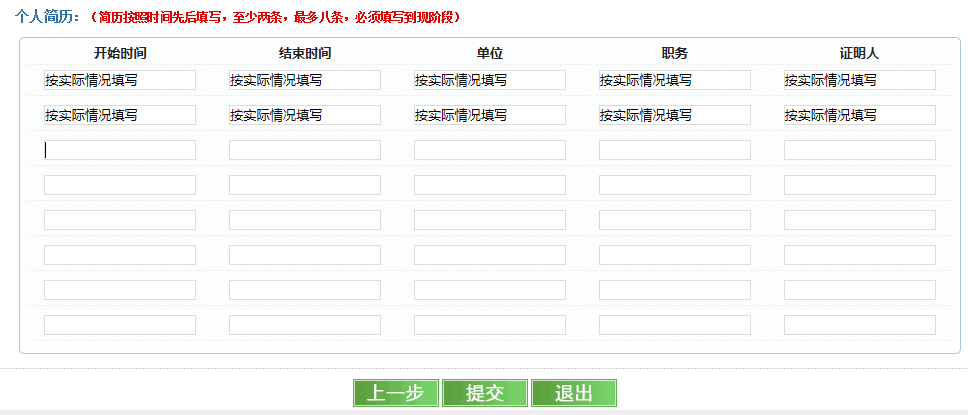 个人简历：（简历按照时间先后填写，至少两条，最多八条，必须填写到现阶段）
开始时间 结束时间 单位 职务 证明人
按实际情况填写 按实际情况填写 按实际情况填写 按实际情况填写 按实际情况填写
按实际情况填写 按实际情况填写 按实际情况填写 按实际情况填写 按实际情况填写
上一步 提交 退出